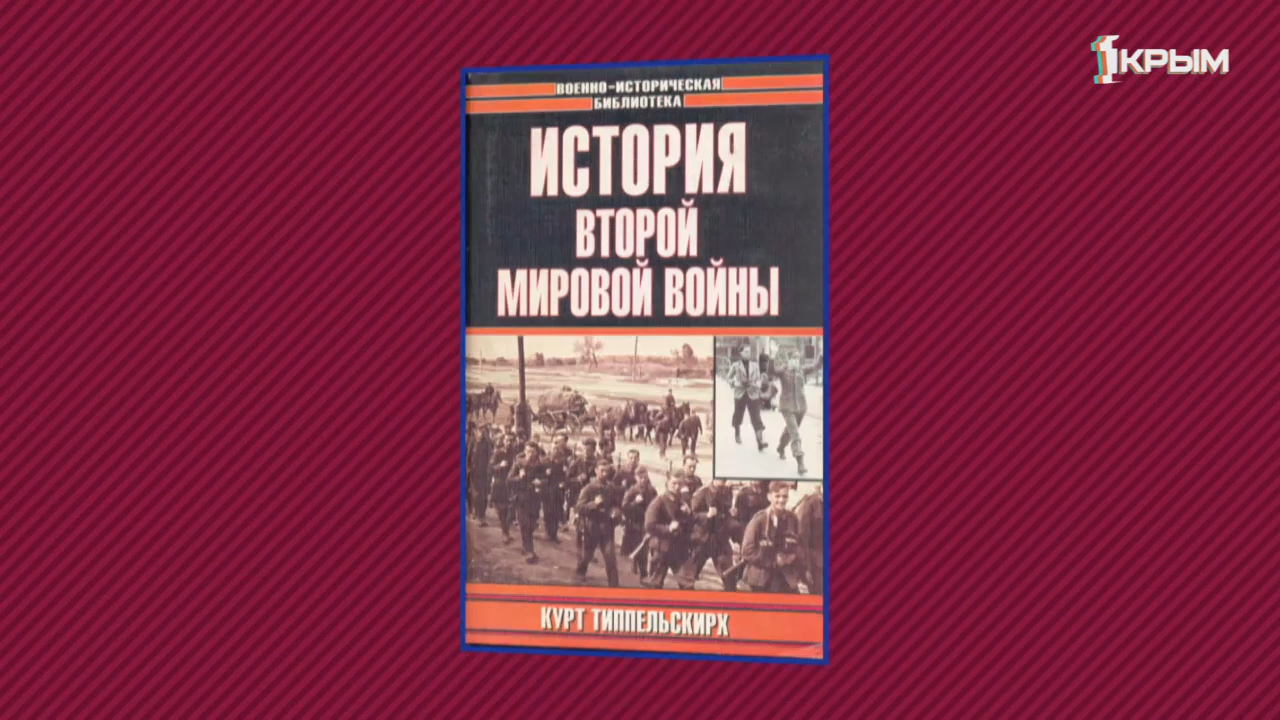 1КРЫМ
ВОЕННО-ИСТОРИЧЕСКАЯ
БИБЛИОТЕКА
ИСТОРИЯ
ВТОРОЙ
МИРОВОЙ ВОЙНЫ
КУРТ ТИППЕЛЬСКИРХ